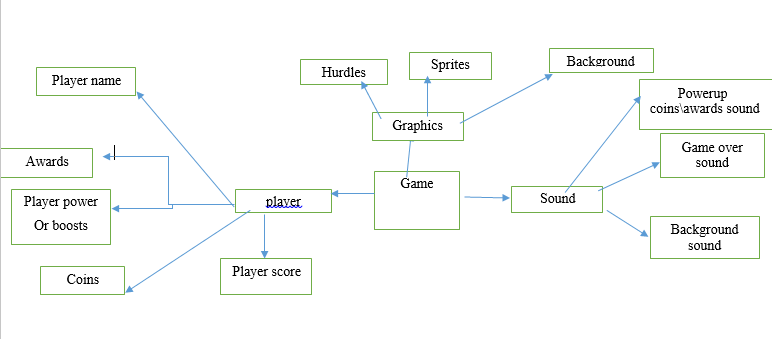 Background
Sprites
Hurdles
Player name
Powerup
coins\awards sound
Graphics
Game over
sound
Awards
Game
Player power
Or boosts
player
Sound
Background
sound
Player score
Coins